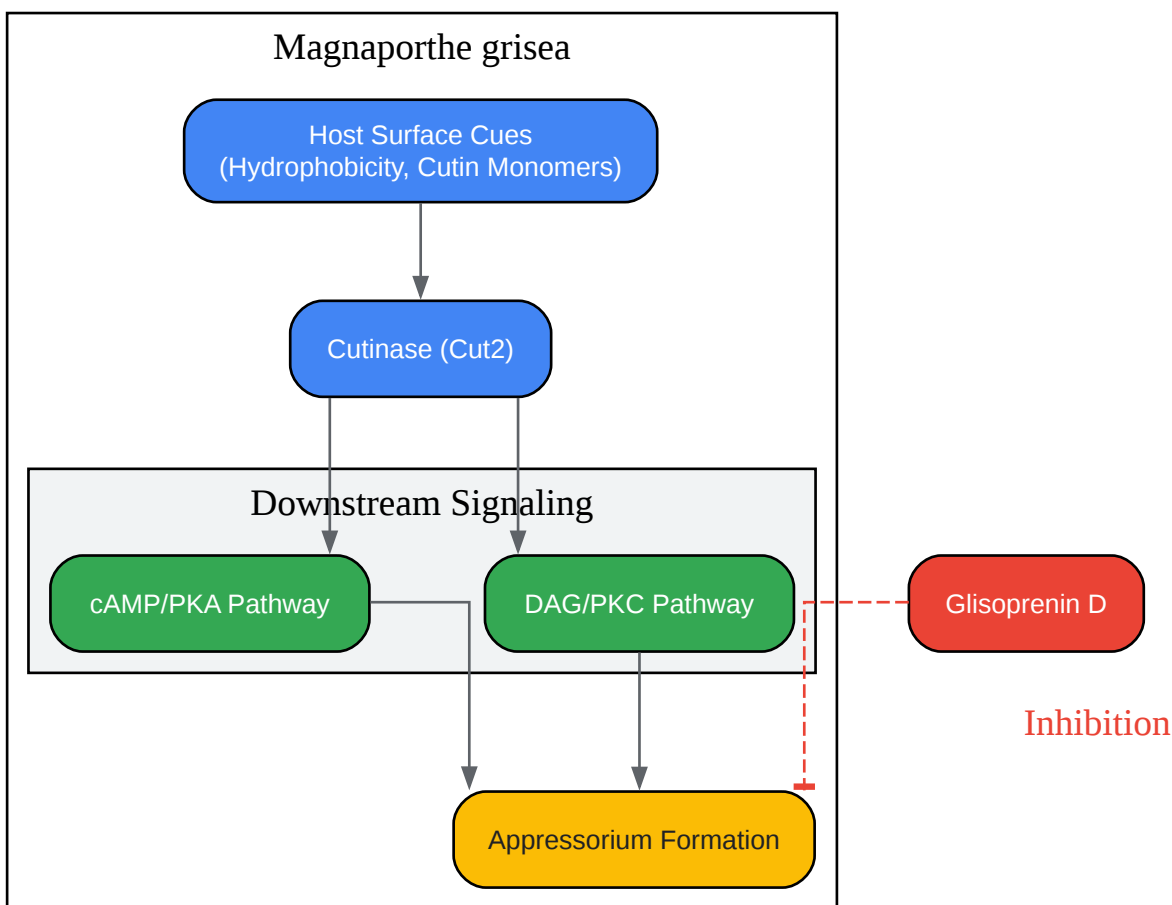 Magnaporthe grisea
Host Surface Cues
(Hydrophobicity, Cutin Monomers)
Cutinase (Cut2)
Downstream Signaling
cAMP/PKA Pathway
DAG/PKC Pathway
Glisoprenin D
Inhibition
Appressorium Formation